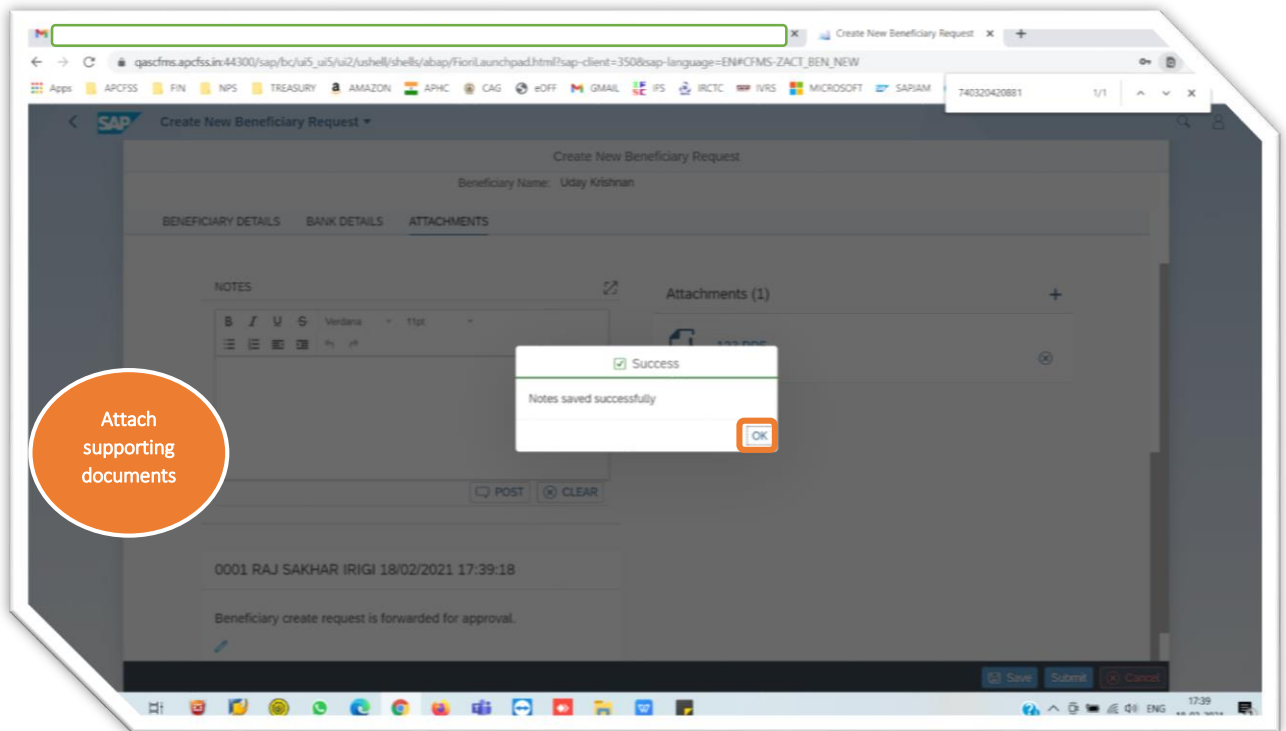 Create New Beneficiary Request
qascfms.apcfss.in:44300/sap/bc/ui5_ui5/ui2/ushell/shells/abap/FioriLaunchpad.html?sap-client=350&sap-language=EN#CFMS-ZACT_BEN_NEW
Apps APCFSS FIN NPS TREASURY AMAZON APHC CAG eOFF GMAIL IFS IRCTC IVRS MICROSOFT SAPJAM
740320420881 1/1
SAP Create New Beneficiary Request
Create New Beneficiary Request
Beneficiary Name: Uday Krishnan
BENEFICIARY DETAILS BANK DETAILS ATTACHMENTS
NOTES
Attachments (1)
B I U S Verdana 11pt
Success
Notes saved successfully
OK
Attach
supporting
documents
POST CLEAR
0001 RAJ SAKHAR IRIGI 18/02/2021 17:39:18
Beneficiary create request is forwarded for approval.
Save Submit Cancel
ENG 17:39